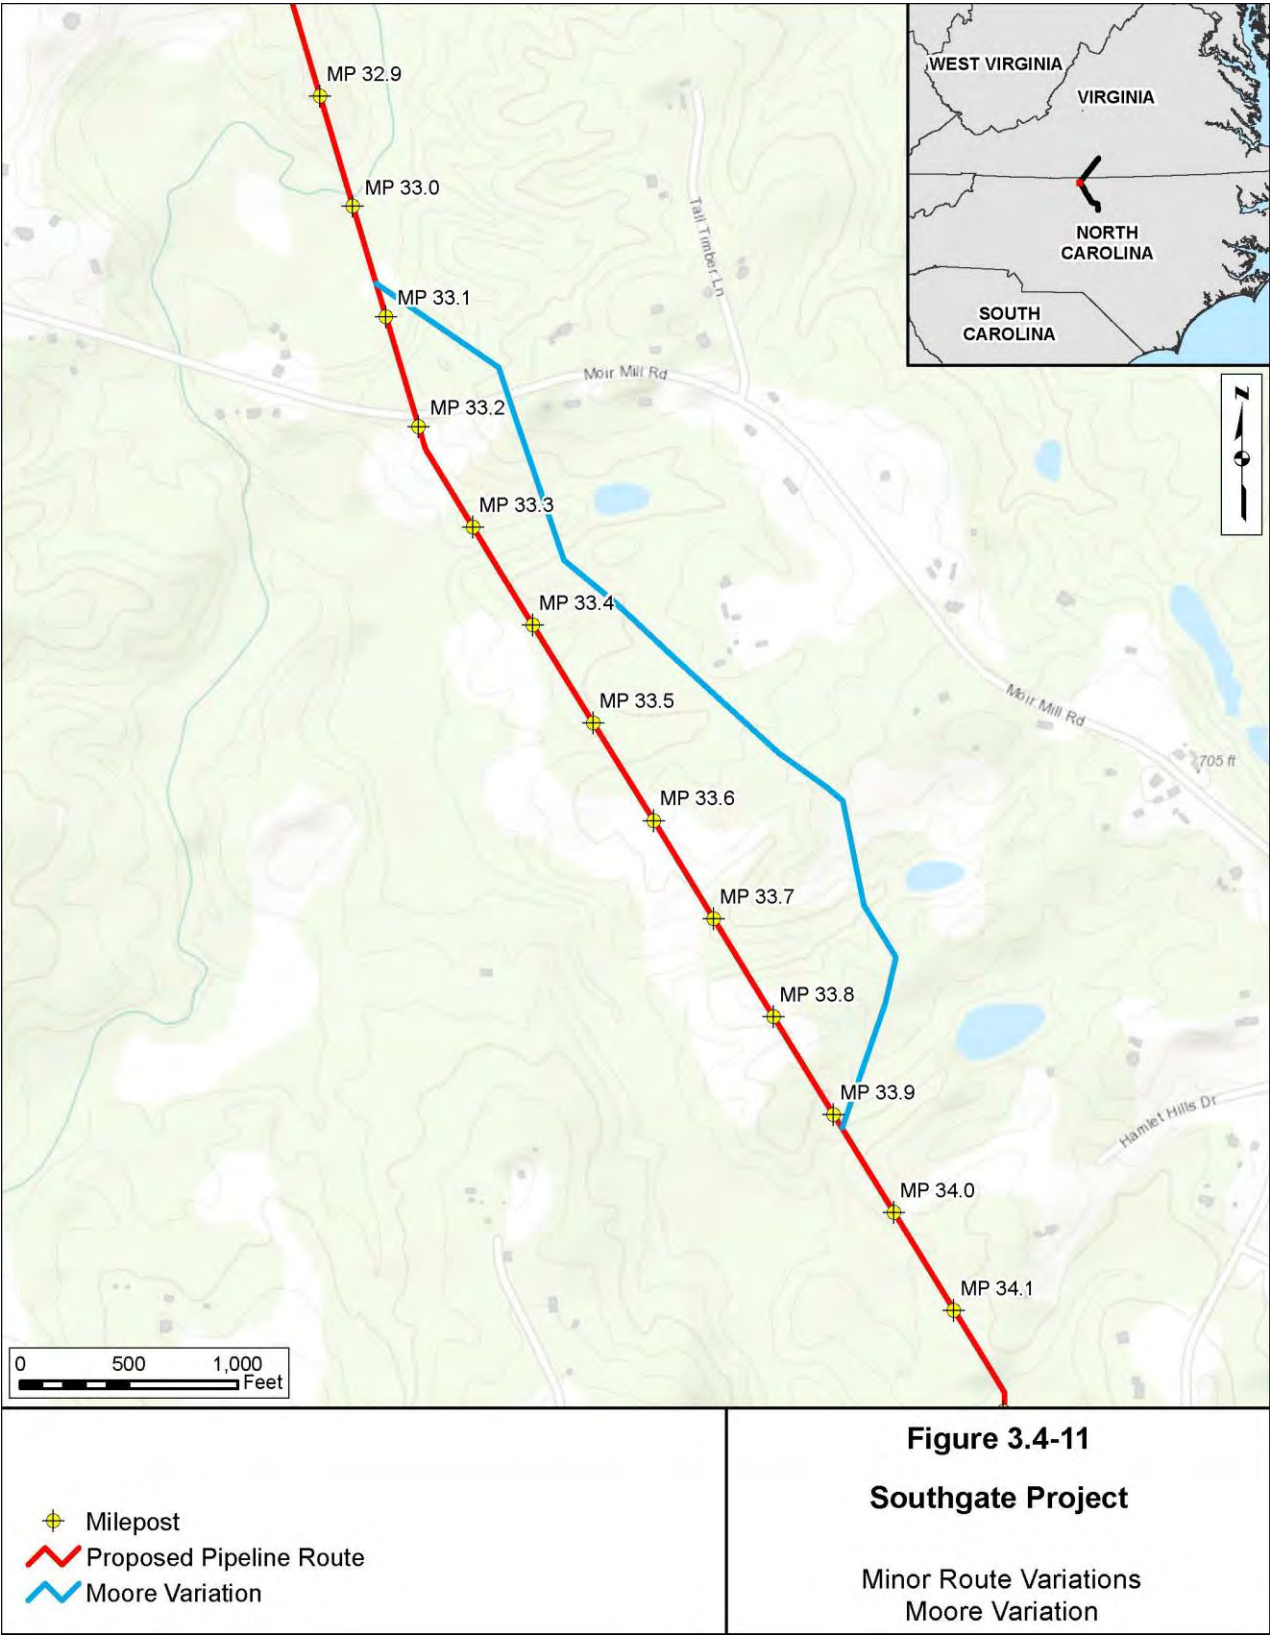 MP 32.9
WEST VIRGINIA
VIRGINIA
MP 33.0
Tall Timber Ln
NORTH
CAROLINA
MP 33.1
SOUTH
CAROLINA
Moir Mill Rd
N
MP 33.2
MP 33.3
MP 33.4
MP 33.5
Moir Mill Rd
705 ft
MP 33.6
MP 33.7
MP 33.8
MP 33.9
Hamlet Hills Dr
MP 34.0
MP 34.1
0 500 1,000
Feet
Figure 3.4-11
Southgate Project
Minor Route Variations
Moore Variation
Milepost
Proposed Pipeline Route
Moore Variation